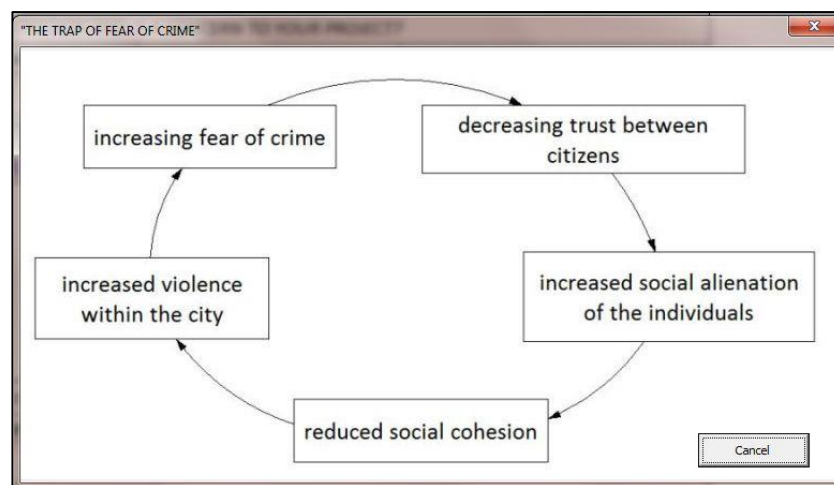 "THE TRAP OF FEAR OF CRIME"
increasing fear of crime
decreasing trust between
citizens
increased social alienation
of the individuals
reduced social cohesion
increased violence
within the city
Cancel